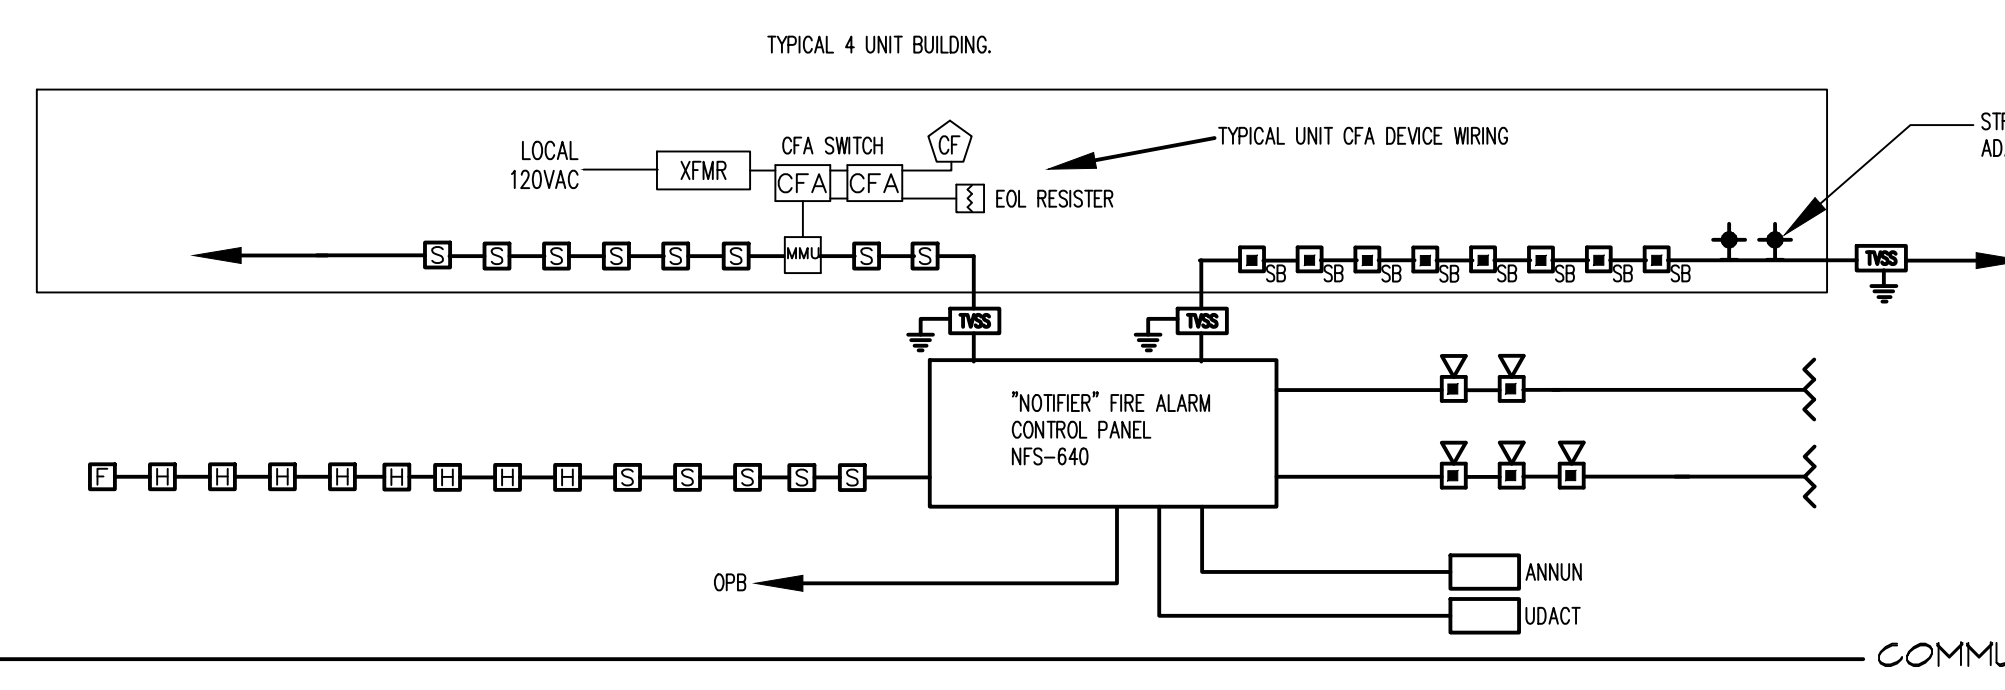 TYPICAL 4 UNIT BUILDING.
LOCAL
120VAC
XFMR
CFA SWITCH
CFA CFA
CF
EOL RESISTER
TYPICAL UNIT CFA DEVICE WIRING
S S S S S S MMU S S
SB SB SB SB SB SB SB SB
TVSS
TVSS TVSS
"NOTIFIER" FIRE ALARM
CONTROL PANEL
NFS-640
F H H H H H H H H S S S S S
OPB
ANNUN
UDACT